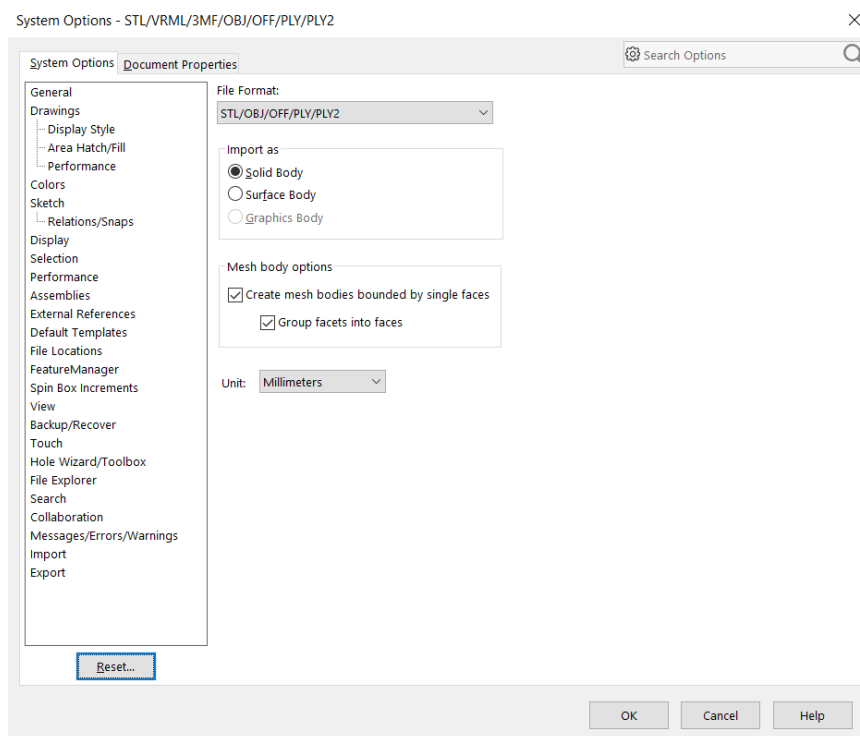 System Options - STL/VRML/3MF/OBJ/OFF/PLY/PLY2
Search Options
System Options
Document Properties
General
Drawings
Display Style
Area Hatch/Fill
Performance
Colors
Sketch
Relations/Snaps
Display
Selection
Performance
Assemblies
External References
Default Templates
File Locations
FeatureManager
Spin Box Increments
View
Backup/Recover
Touch
Hole Wizard/Toolbox
File Explorer
Search
Collaboration
Messages/Errors/Warnings
Import
Export
Reset...
File Format:
STL/OBJ/OFF/PLY/PLY2
Import as
Solid Body
Surface Body
Graphics Body
Mesh body options
Create mesh bodies bounded by single faces
Group facets into faces
Unit: Millimeters
OK Cancel Help